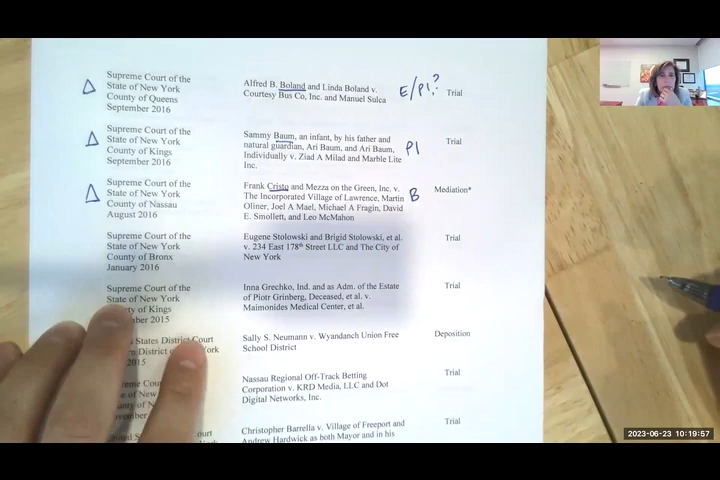 Supreme Court of the
State of New York
County of Queens
September 2016
Alfred B. Boland and Linda Boland v.
Courtesy Bus Co, Inc. and Manuel Sulca
E/PI?
Trial
Supreme Court of the
State of New York
County of Kings
September 2016
Sammy Baum, an infant, by his father and
natural guardian, Ari Baum, and Ari Baum,
Individually v. Ziad A Milad and Marble Lite
Inc.
PI
Trial
Supreme Court of the
State of New York
County of Nassau
August 2016
Frank Cristo and Mezza on the Green, Inc. v.
The Incorporated Village of Lawrence, Martin
Oliner, Joel A Mael, Michael A Fragin, David
E. Smollett, and Leo McMahon
B
Mediation*
Supreme Court of the
State of New York
County of Bronx
January 2016
Eugene Stolowski and Brigid Stolowski, et al.
v. 234 East 178th Street LLC and The City of
New York
Trial
Supreme Court of the
State of New York
of Kings
2015
Inna Grechko, Ind. and as Adm. of the Estate
of Piotr Grinberg, Deceased, et al. v.
Maimonides Medical Center, et al.
Trial
States District Court
District
2015
Sally S. Neumann v. Wyandanch Union Free
School District
Deposition
Nassau Regional Off-Track Betting
Corporation v. KRD Media, LLC and Dot
Digital Networks, Inc.
Trial
Court
Christopher Barrella v. Village of Freeport and
Andrew Hardwick as both Mayor and in his
Trial
2023-06-23 10:19:57